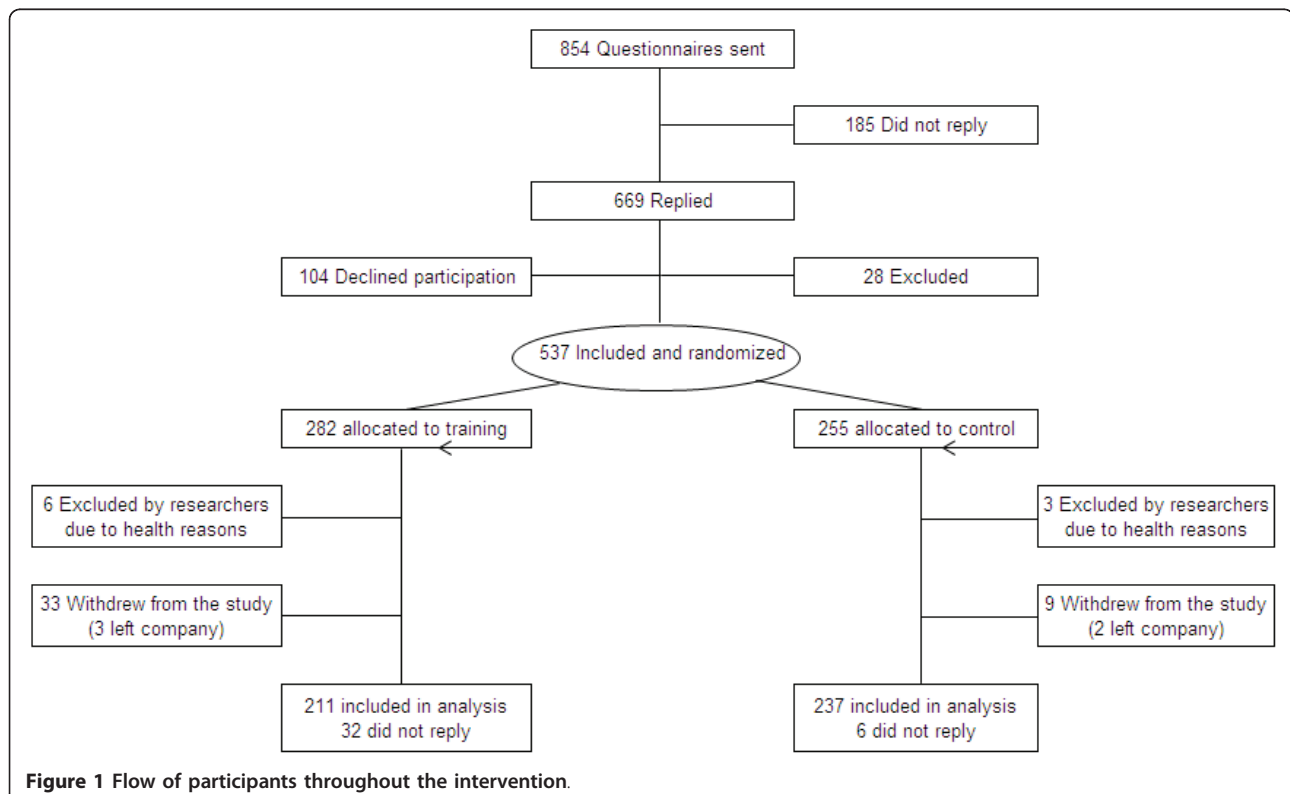 854 Questionnaires sent
185 Did not reply
669 Replied
104 Declined participation
28 Excluded
537 Included and randomized
282 allocated to training
255 allocated to control
6 Excluded by researchers
due to health reasons
3 Excluded by researchers
due to health reasons
33 Withdrew from the study
(3 left company)
9 Withdrew from the study
(2 left company)
211 included in analysis
32 did not reply
237 included in analysis
6 did not reply
Figure 1 Flow of participants throughout the intervention.